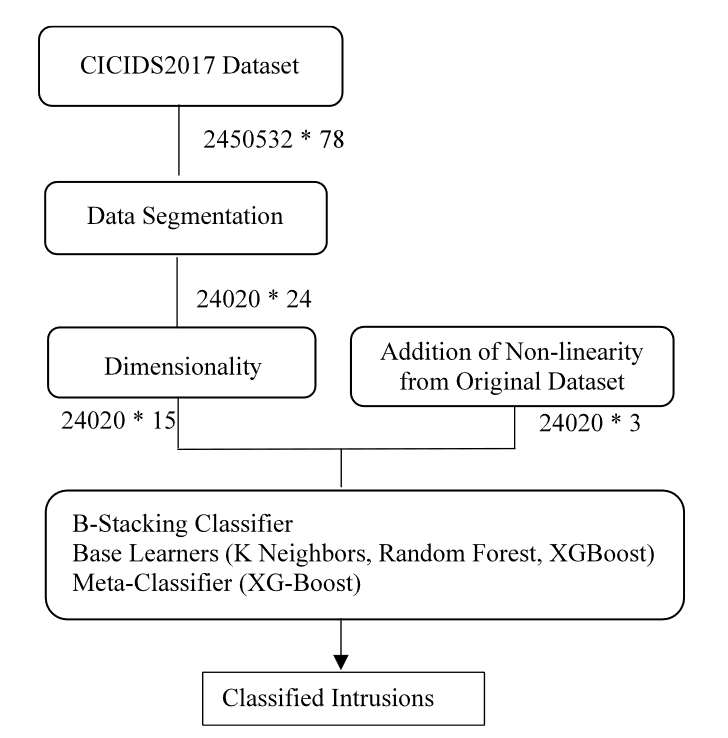 CICIDS2017 Dataset
2450532 * 78
Data Segmentation
24020 * 24
Dimensionality
Addition of Non-linearity
from Original Dataset
24020 * 15
24020 * 3
B-Stacking Classifier
Base Learners (K Neighbors, Random Forest, XGBoost)
Meta-Classifier (XG-Boost)
Classified Intrusions